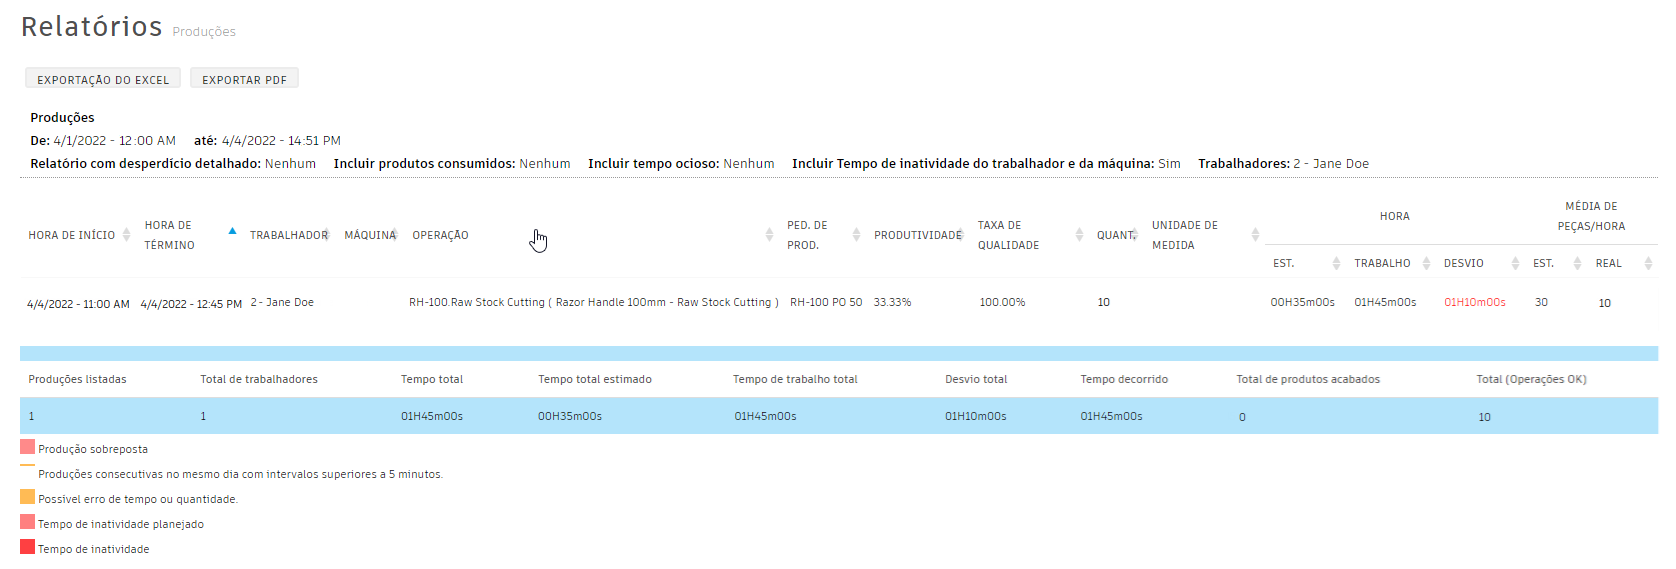 Relatórios Produções
EXPORTAÇÃO DO EXCEL EXPORTAR PDF
Produções
De: 4/1/2022 - 12:00 AM até: 4/4/2022 - 14:51 PM
Relatório com desperdício detalhado: Nenhum Incluir produtos consumidos: Nenhum Incluir tempo ocioso: Nenhum Incluir Tempo de inatividade do trabalhador e da máquina: Sim Trabalhadores: 2 - Jane Doe
HORA DE INÍCIO HORA DE TÉRMINO TRABALHADOR MÁQUINA OPERAÇÃO PED. DE PROD. PRODUTIVIDADE TAXA DE QUALIDADE QUANT. UNIDADE DE MEDIDA HORA MÉDIA DE PEÇAS/HORA
EST. TRABALHO DESVIO EST. REAL
4/4/2022 - 11:00 AM 4/4/2022 - 12:45 PM 2 - Jane Doe RH-100.Raw Stock Cutting ( Razor Handle 100mm - Raw Stock Cutting ) RH-100 PO 50 33.33% 100.00% 10 00H35m00s 01H45m00s 01H10m00s 30 10
Produções listadas Total de trabalhadores Tempo total Tempo total estimado Tempo de trabalho total Desvio total Tempo decorrido Total de produtos acabados Total (Operações OK)
1 1 01H45m00s 00H35m00s 01H45m00s 01H10m00s 01H45m00s 0 10
Produção sobreposta
Produções consecutivas no mesmo dia com intervalos superiores a 5 minutos.
Possível erro de tempo ou quantidade.
Tempo de inatividade planejado
Tempo de inatividade